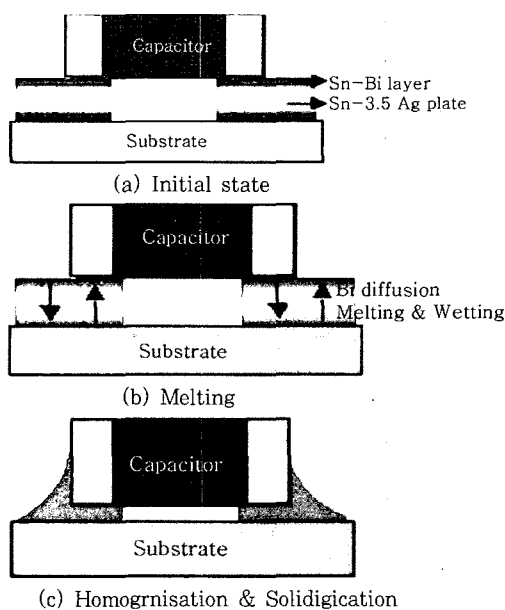 Capacitor
Sn-Bi layer
Sn-3.5 Ag plate
Substrate
(a) Initial state
Capacitor
Bi diffusion
Melting & Wetting
Substrate
(b) Melting
Capacitor
Substrate
(c) Homogrnisation & Solidigication